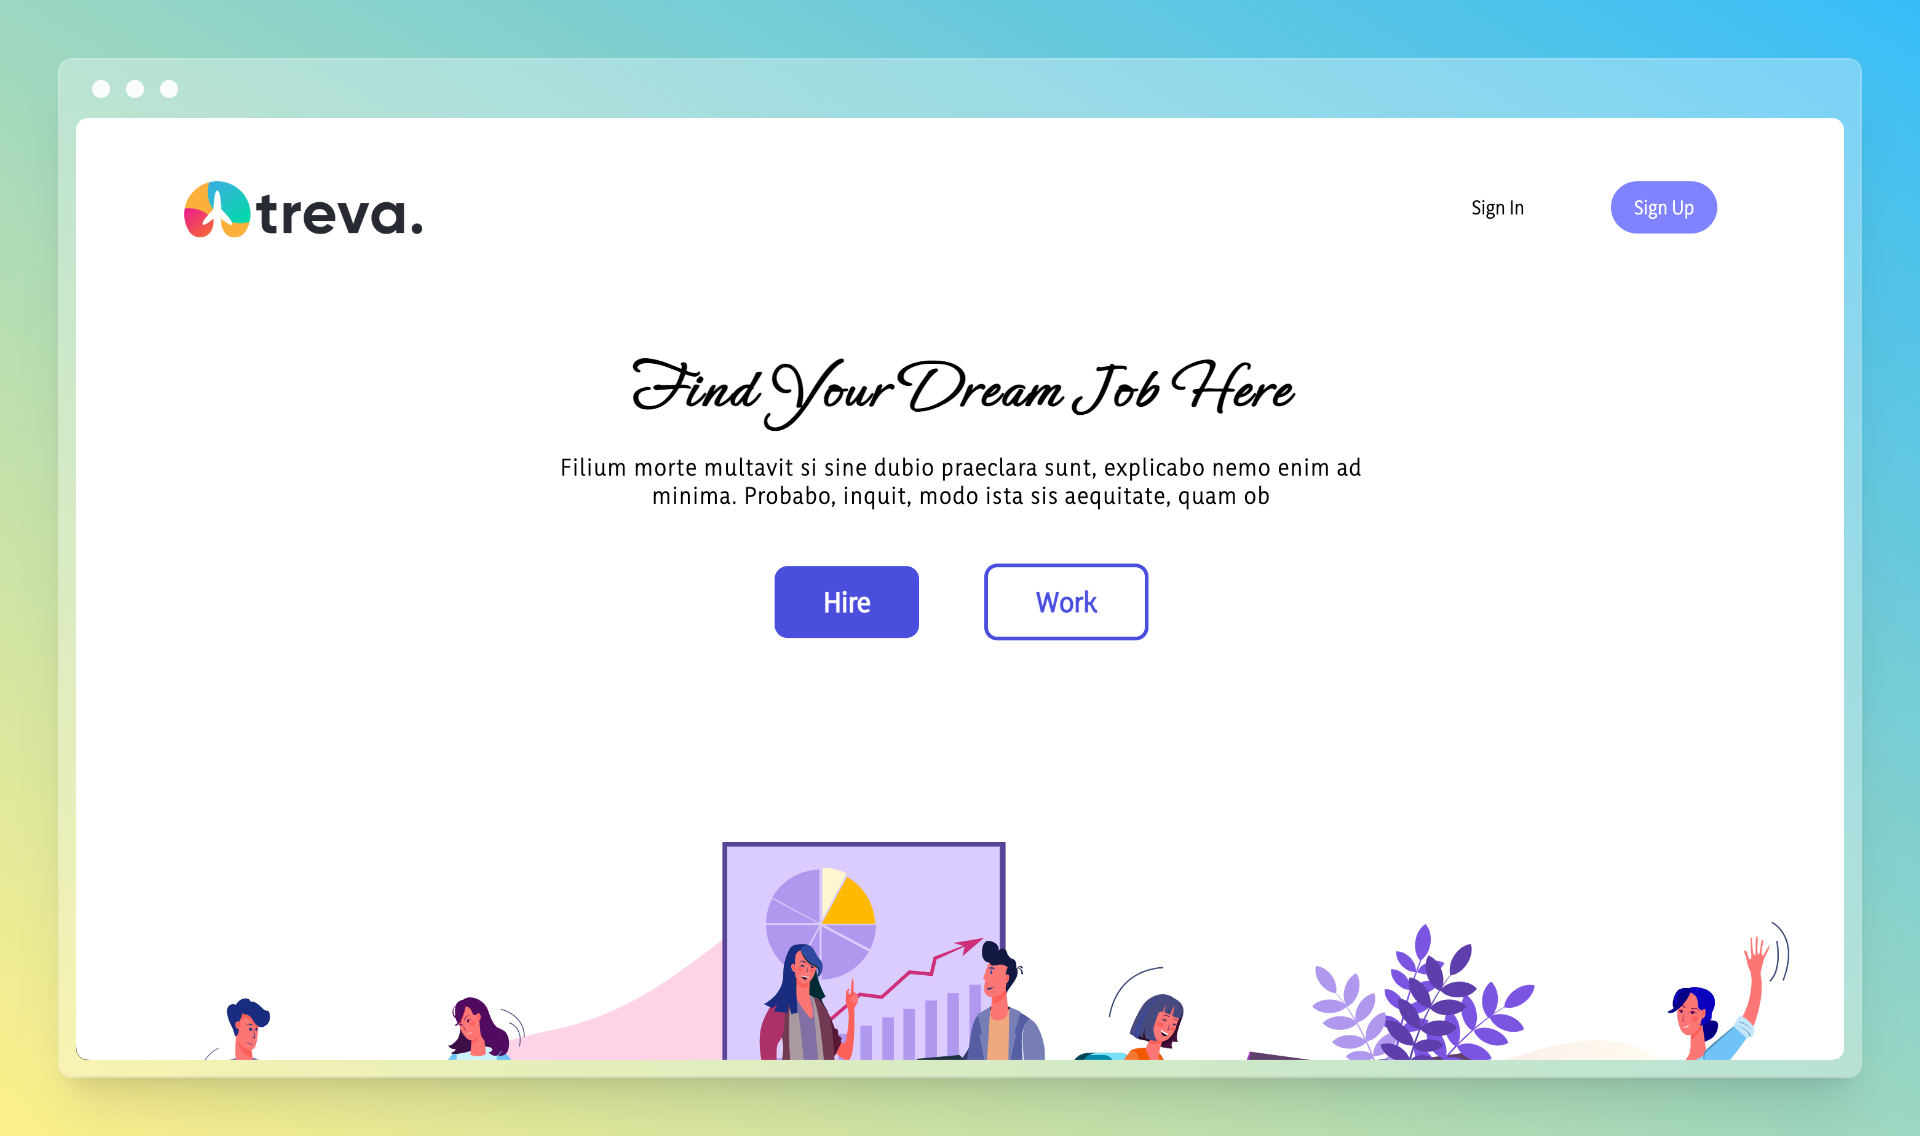 treva.
Sign In
Sign Up
Find Your Dream Job Here
Filium morte multavit si sine dubio praeclara sunt, explicabo nemo enim ad
minima. Probabo, inquit, modo ista sis aequitate, quam ob
Hire
Work